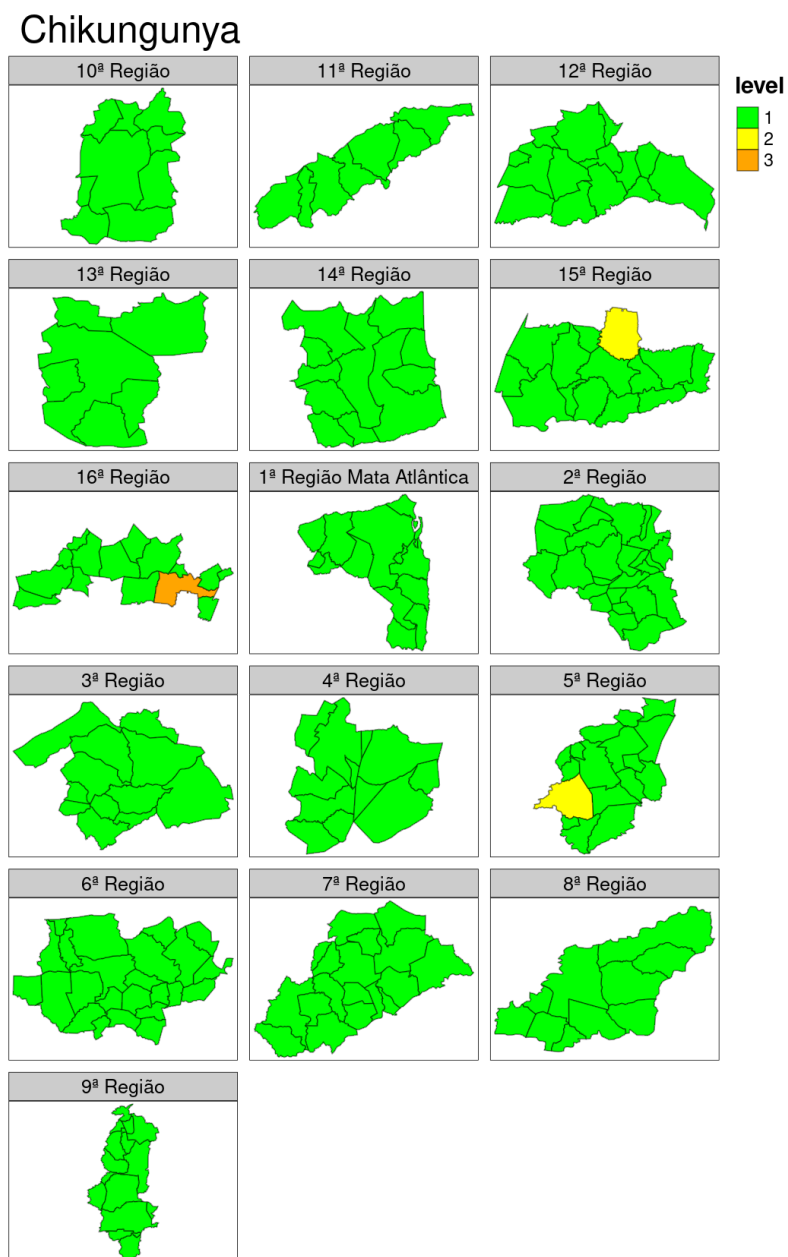 Chikungunya
10ª Região
11ª Região
12ª Região
level
1
2
3
13ª Região
14ª Região
15ª Região
16ª Região
1ª Região Mata Atlântica
2ª Região
3ª Região
4ª Região
5ª Região
6ª Região
7ª Região
8ª Região
9ª Região